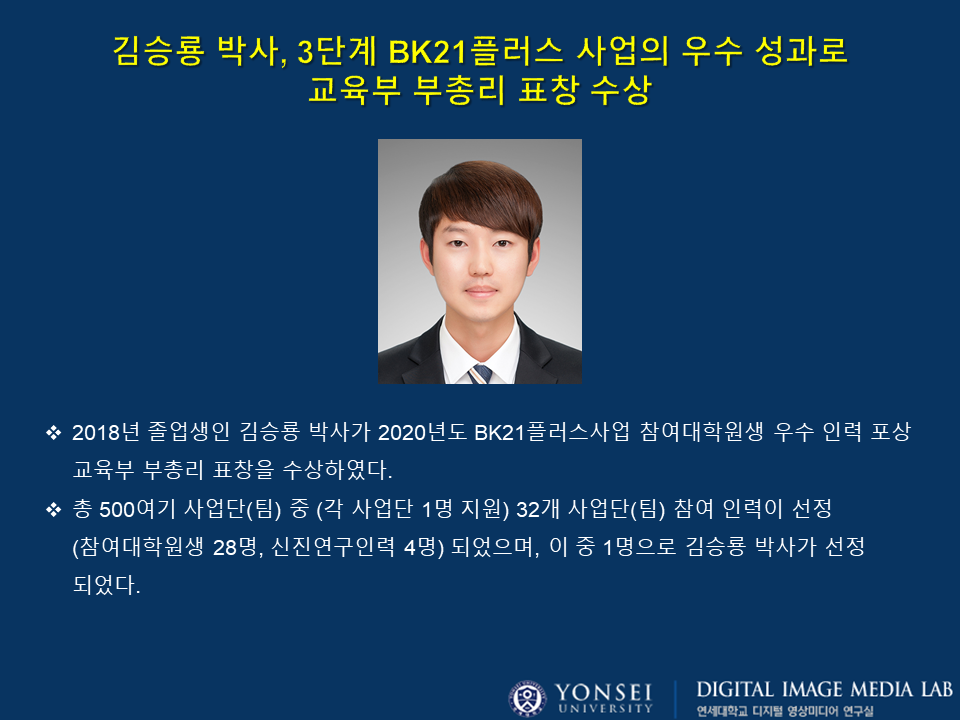 김승룡 박사, 3단계 BK21플러스 사업의 우수 성과로
교육부 부총리 표창 수상
❖ 2018년 졸업생인 김승룡 박사가 2020년도 BK21플러스사업 참여대학원생 우수 인력 포상
교육부 부총리 표창을 수상하였다.
❖ 총 500여기 사업단(팀) 중 (각 사업단 1명 지원) 32개 사업단(팀) 참여 인력이 선정
(참여대학원생 28명, 신진연구인력 4명) 되었으며, 이 중 1명으로 김승룡 박사가 선정
되었다.
YONSEI
UNIVERSITY
DIGITAL IMAGE MEDIA LAB
연세대학교 디지털 영상미디어 연구실